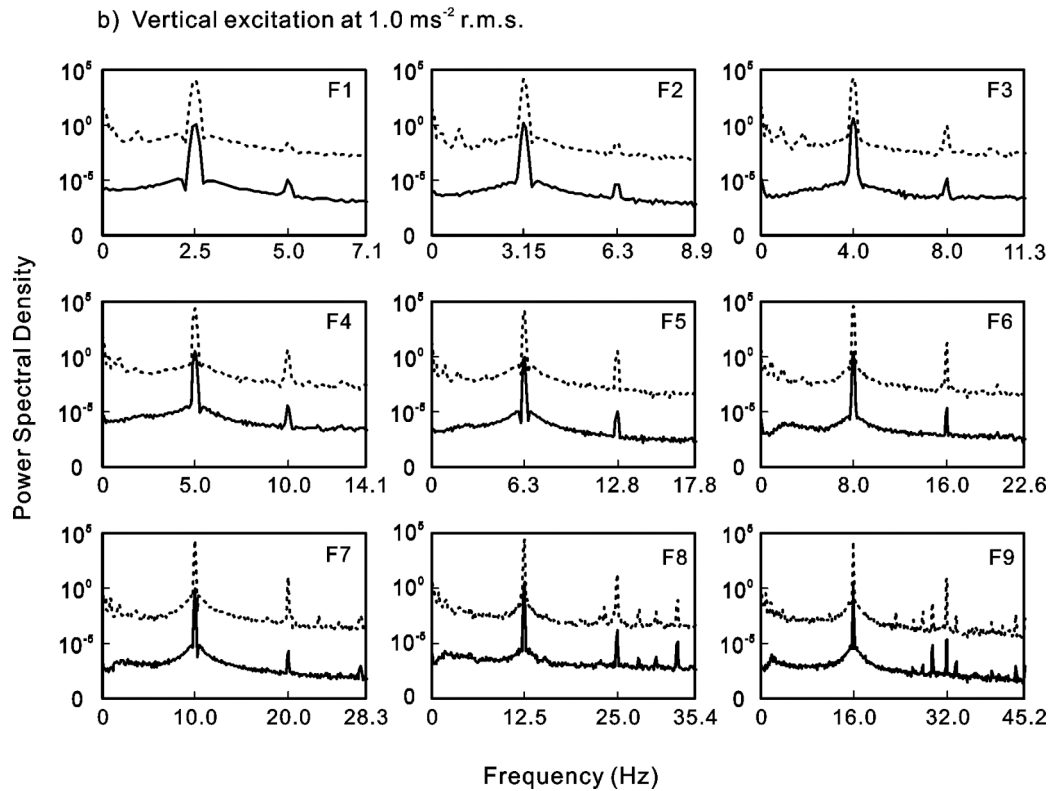 b) Vertical excitation at 1.0 ms⁻² r.m.s.
Power Spectral Density
10⁵
10⁰
10⁻⁵
0
F1
0 2.5 5.0 7.1
10⁵
10⁰
10⁻⁵
0
F2
0 3.15 6.3 8.9
10⁵
10⁰
10⁻⁵
0
F3
0 4.0 8.0 11.3
10⁵
10⁰
10⁻⁵
0
F4
0 5.0 10.0 14.1
10⁵
10⁰
10⁻⁵
0
F5
0 6.3 12.8 17.8
10⁵
10⁰
10⁻⁵
0
F6
0 8.0 16.0 22.6
10⁵
10⁰
10⁻⁵
0
F7
0 10.0 20.0 28.3
10⁵
10⁰
10⁻⁵
0
F8
0 12.5 25.0 35.4
10⁵
10⁰
10⁻⁵
0
F9
0 16.0 32.0 45.2
Frequency (Hz)